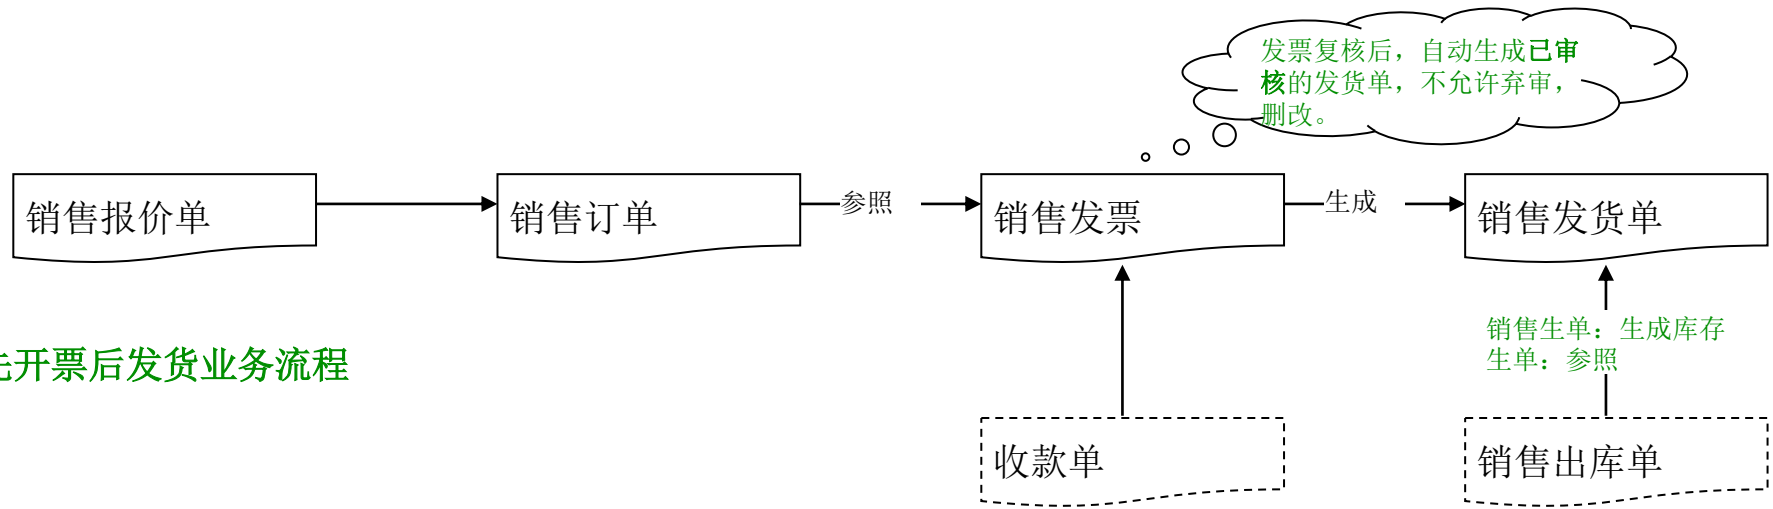 发票复核后，自动生成已审
核的发货单，不允许弃审，
删改。
销售报价单
销售订单
参照
销售发票
生成
销售发货单
销售生单：生成库存
生单：参照
先开票后发货业务流程
收款单
销售出库单